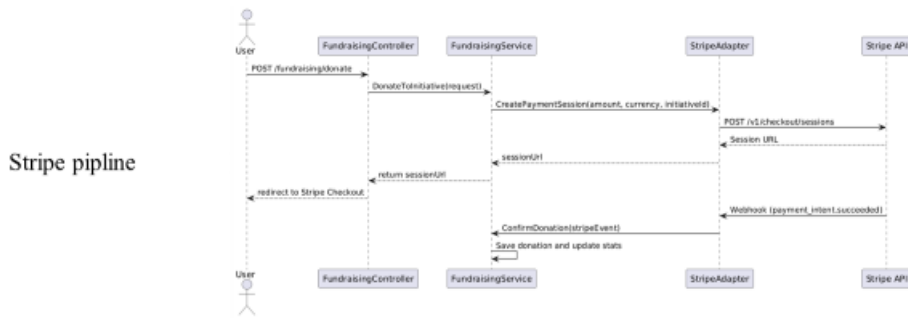 User
FundraisingController
FundraisingService
StripeAdapter
Stripe API
POST /fundraising/donate
DonateToInitiative(request)
CreatePaymentSession(amount, currency, initiativeId)
POST /v1/checkout/sessions
Session URL
sessionUrl
return sessionUrl
redirect to Stripe Checkout
Stripe pipline
Webhook (payment_intent.succeeded)
ConfirmDonation(stripeEvent)
Save donation and update stats
User
FundraisingController
FundraisingService
StripeAdapter
Stripe API